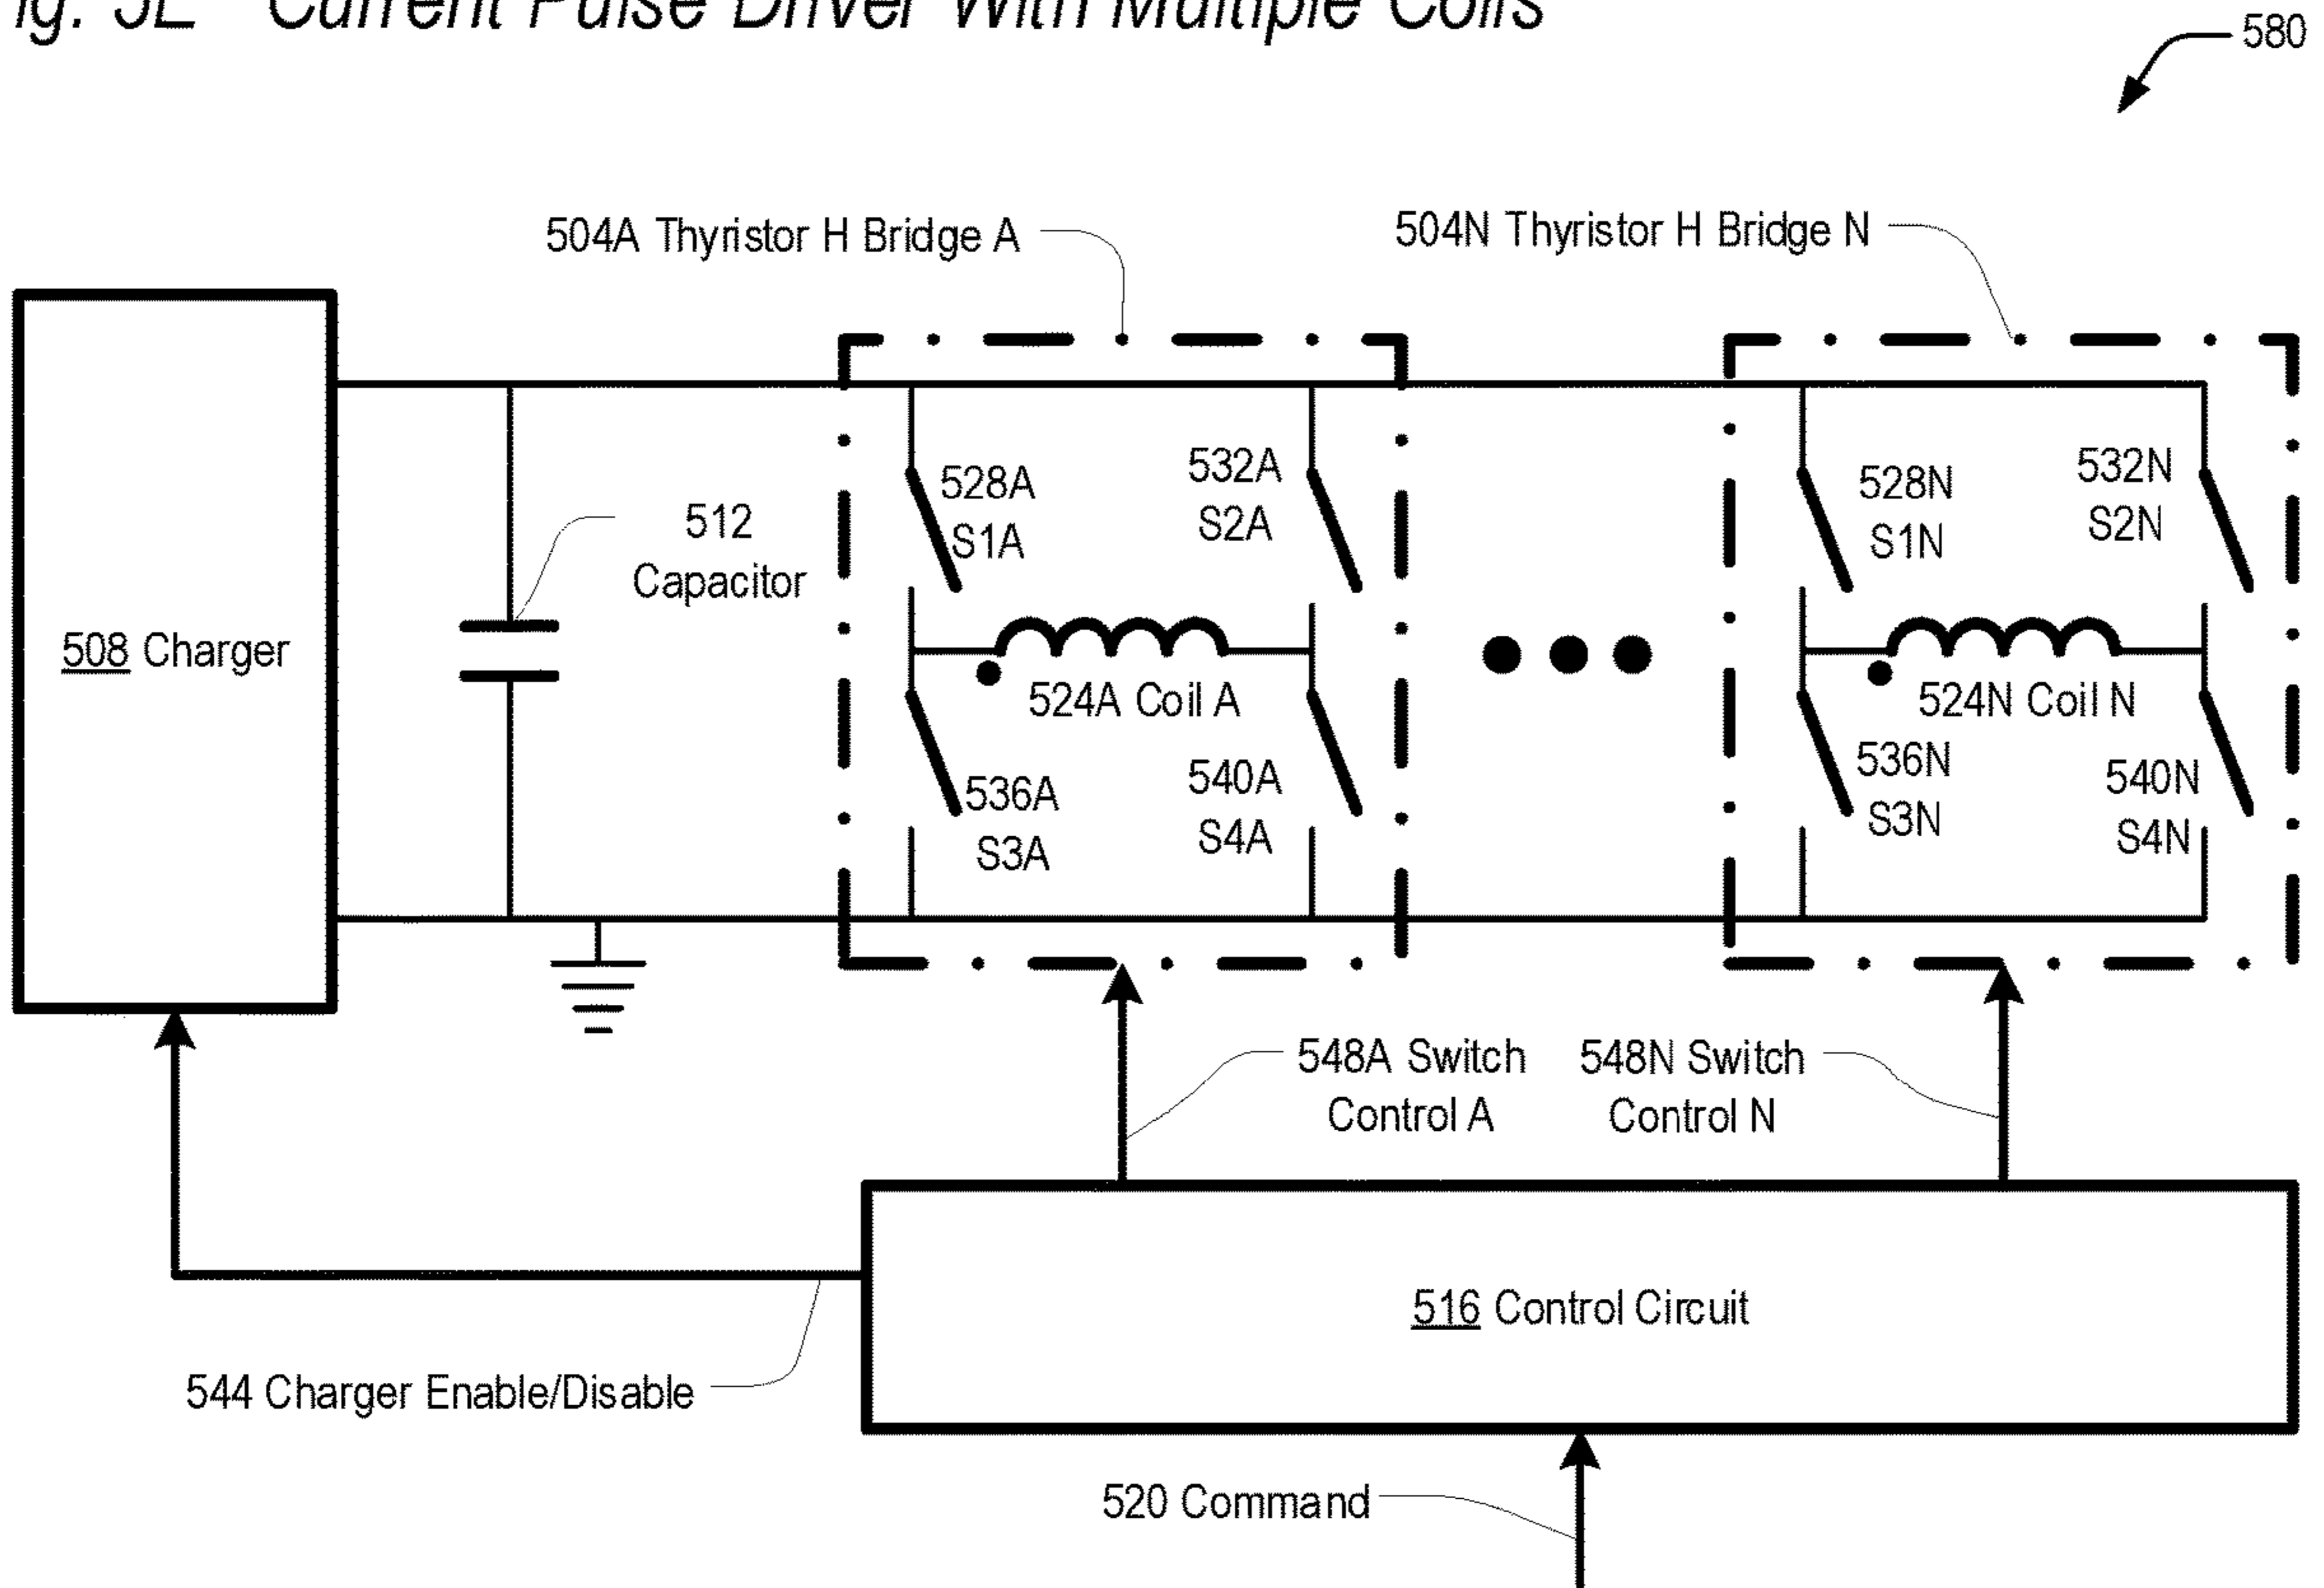 ig. 5E Current Pulse Driver With Multiple Coils
580
504A Thyristor H Bridge A
504N Thyristor H Bridge N
508 Charger
512
Capacitor
528A
S1A
532A
S2A
524A Coil A
536A
S3A
540A
S4A
528N
S1N
532N
S2N
524N Coil N
536N
S3N
540N
S4N
548A Switch
Control A
548N Switch
Control N
516 Control Circuit
544 Charger Enable/Disable
520 Command